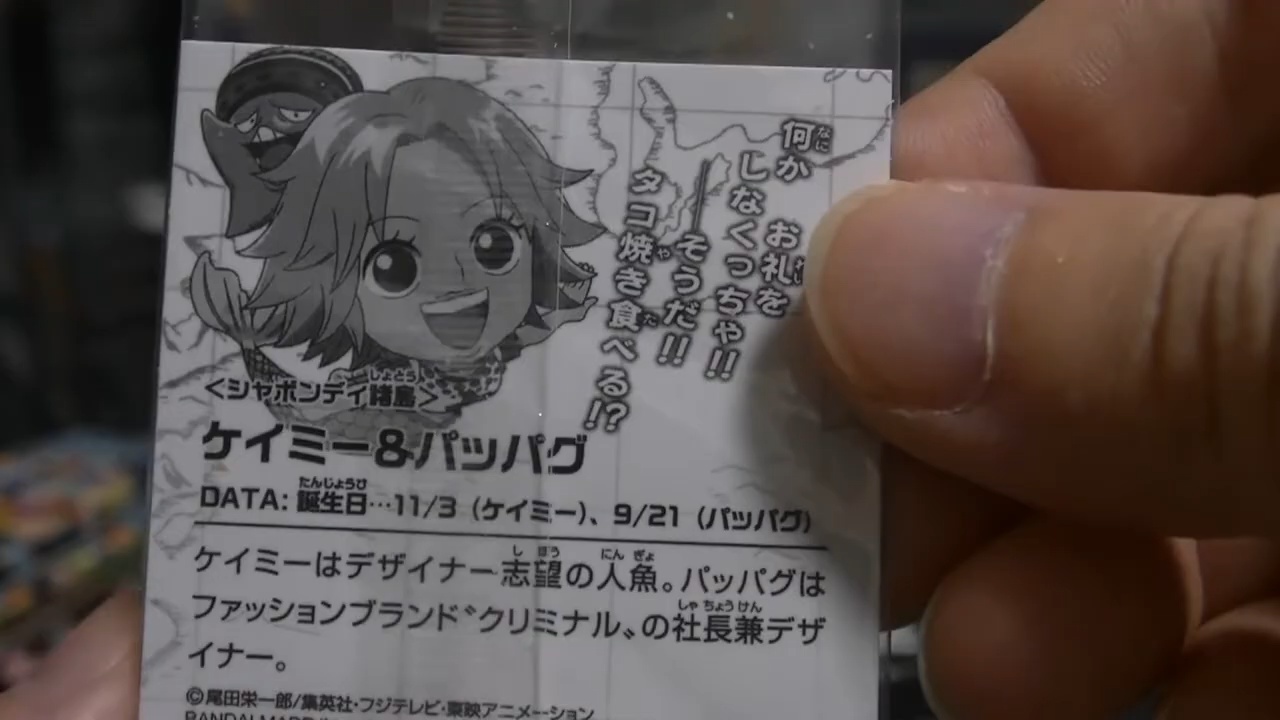 何か お礼を
しなくっちゃ!!
―そうだ!!
タコ焼き食べる!?
<シャボンディ諸島>
ケイミー&パッパグ
DATA: 誕生日…11/3 (ケイミー)、9/21 (パッパグ)
ケイミーはデザイナー志望の人魚。パッパグは
ファッションブランド〝クリミナル〟の社長兼デザ
イナー。
©尾田栄一郎/集英社・フジテレビ・東映アニメーション